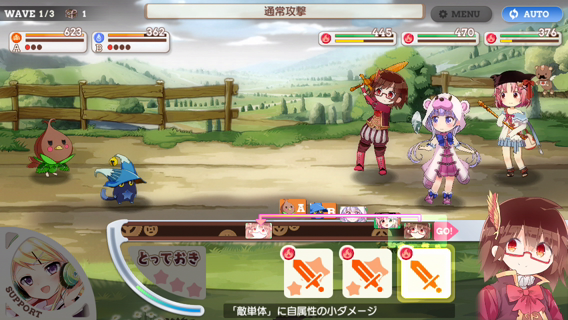 WAVE 1/3 1
通常攻撃
MENU
AUTO
623
362
445
470
376
A
B
A
GO!
とっておき
SUPPORT
「敵単体」に自属性の小ダメージ